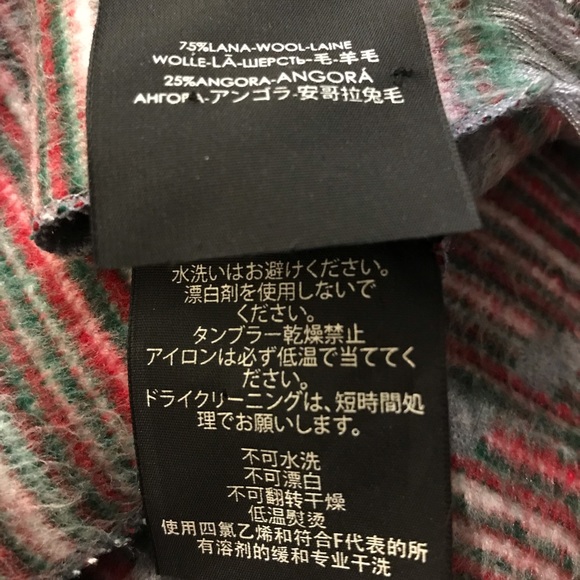 75%LANA-WOOL-LAINE
WOLLE-LÃ-ШЕРСТЬ-毛-羊毛
25%ANGORA-ANGORÁ
АНГОРА-アンゴラ-安哥拉兔毛
水洗いはお避けください。
漂白剤を使用しないで
ください。
タンブラー乾燥禁止
アイロンは必ず低温で当ててく
ださい。
ドライクリーニングは、短時間処
理でお願いします。
不可水洗
不可漂白
不可翻转干燥
低温熨烫
使用四氯乙烯和符合F代表的所
有溶剂的缓和专业干洗